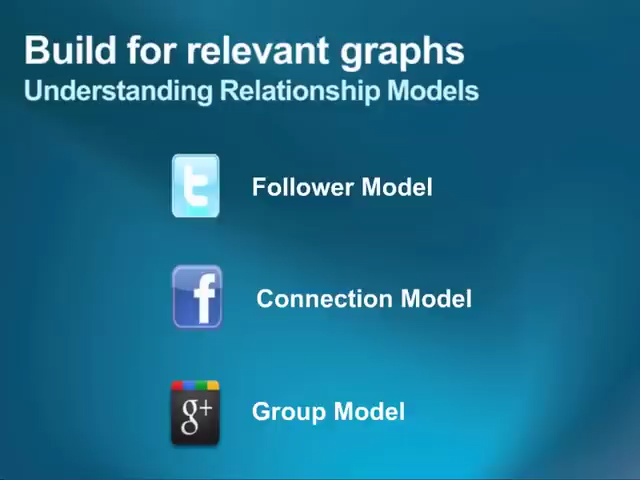 Build for relevant graphs
Understanding Relationship Models
t
Follower Model
f
Connection Model
g+
Group Model